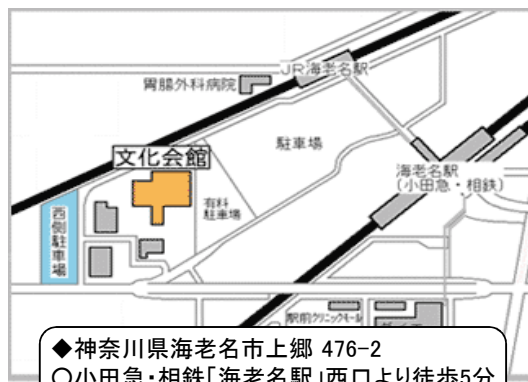 JR海老名駅
胃腸外科病院
駐車場
文化会館
海老名駅
(小田急・相鉄)
有料
駐車場
西側駐車場
駅前クリニックモール
◆神奈川県海老名市上郷 476-2
〇小田急・相鉄「海老名駅」西口より徒歩5分